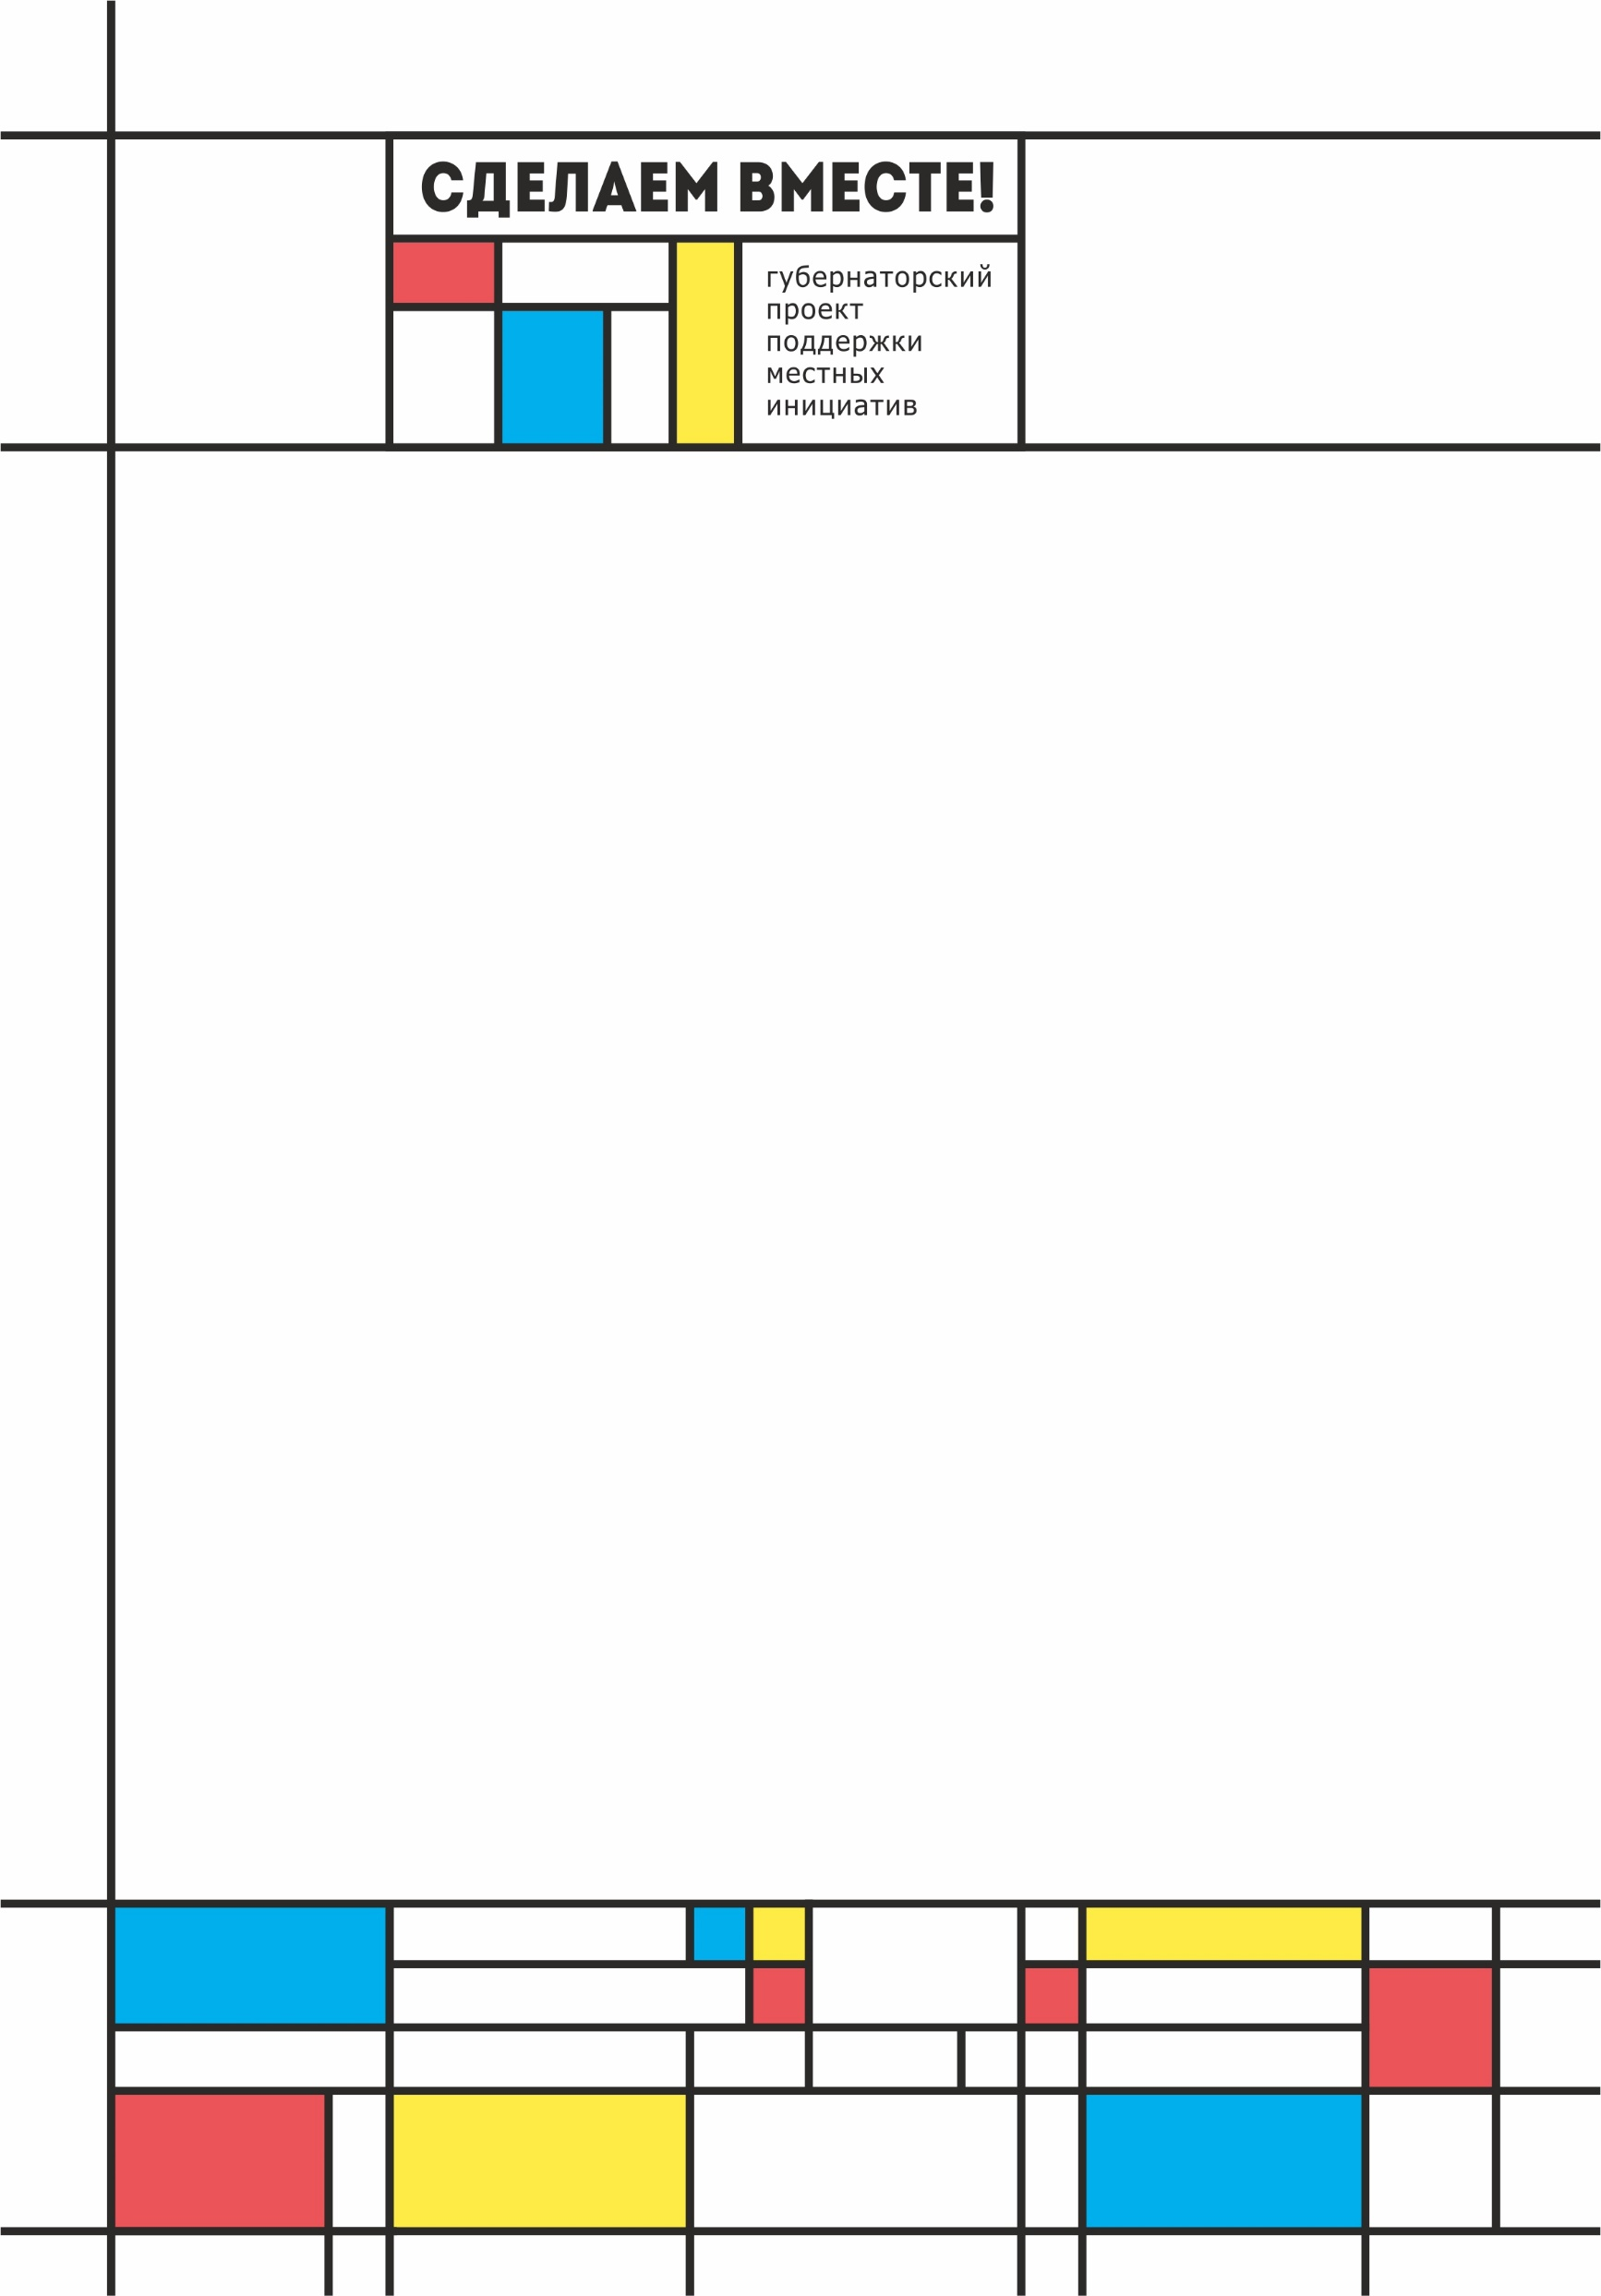 СДЕЛАЕМ ВМЕСТЕ!
губернаторский
проект
поддержки
местных
инициатив